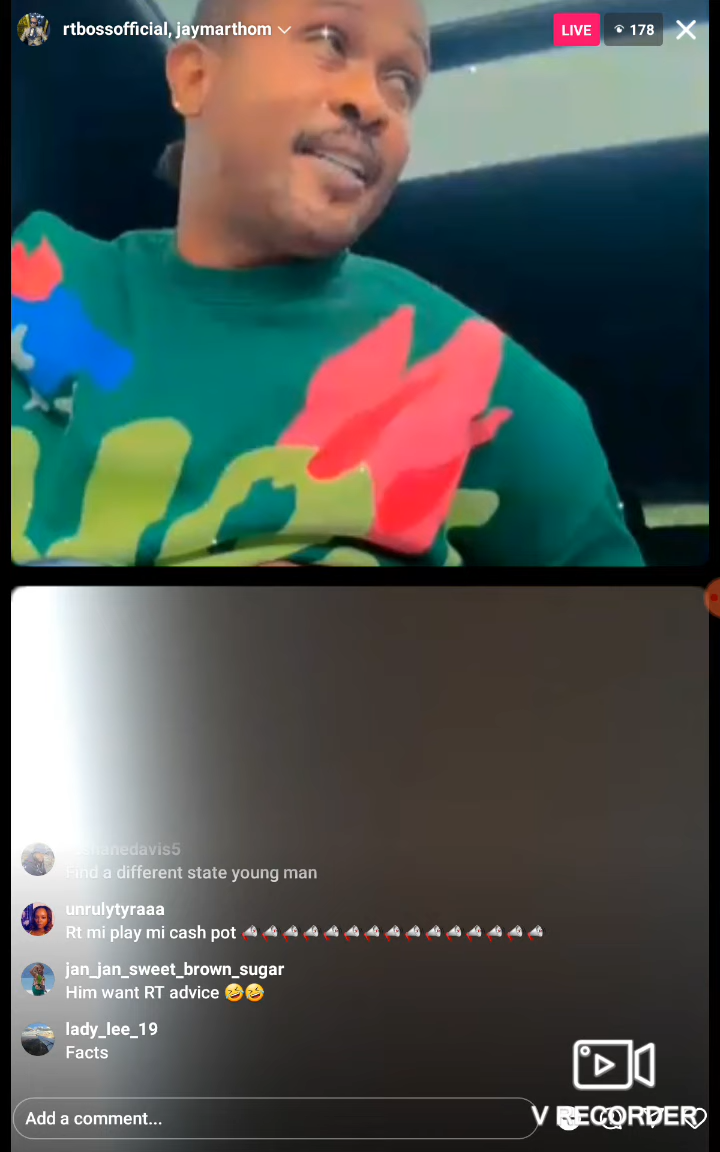 rtbossofficial, jaymarthom
LIVE
178
Find a different state young man
unrulytyraaa
Rt mi play mi cash pot
jan_jan_sweet_brown_sugar
Him want RT advice 🤣🤣
lady_lee_19
Facts
Add a comment...
V RECORDER